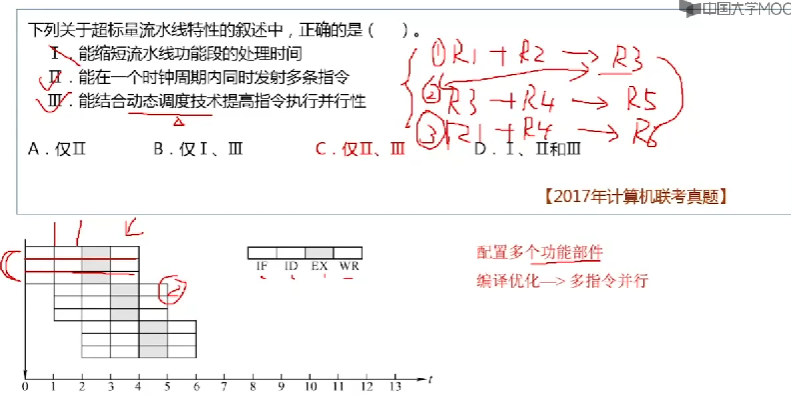 中国大学MOC
下列关于超标量流水线特性的叙述中，正确的是（　）。
Ⅰ．能缩短流水线功能段的处理时间
Ⅱ．能在一个时钟周期内同时发射多条指令
Ⅲ．能结合动态调度技术提高指令执行并行性
A．仅Ⅱ　B．仅Ⅰ、Ⅲ　C．仅Ⅱ、Ⅲ　D．Ⅰ、Ⅱ和Ⅲ
① R1 + R2 → R3
② R3 + R4 → R5
③ R1 + R4 → R6
【2017年计算机联考真题】
②
IF ID EX WR
配置多个功能部件
编译优化—> 多指令并行
0 1 2 3 4 5 6 7 8 9 10 11 12 13 t